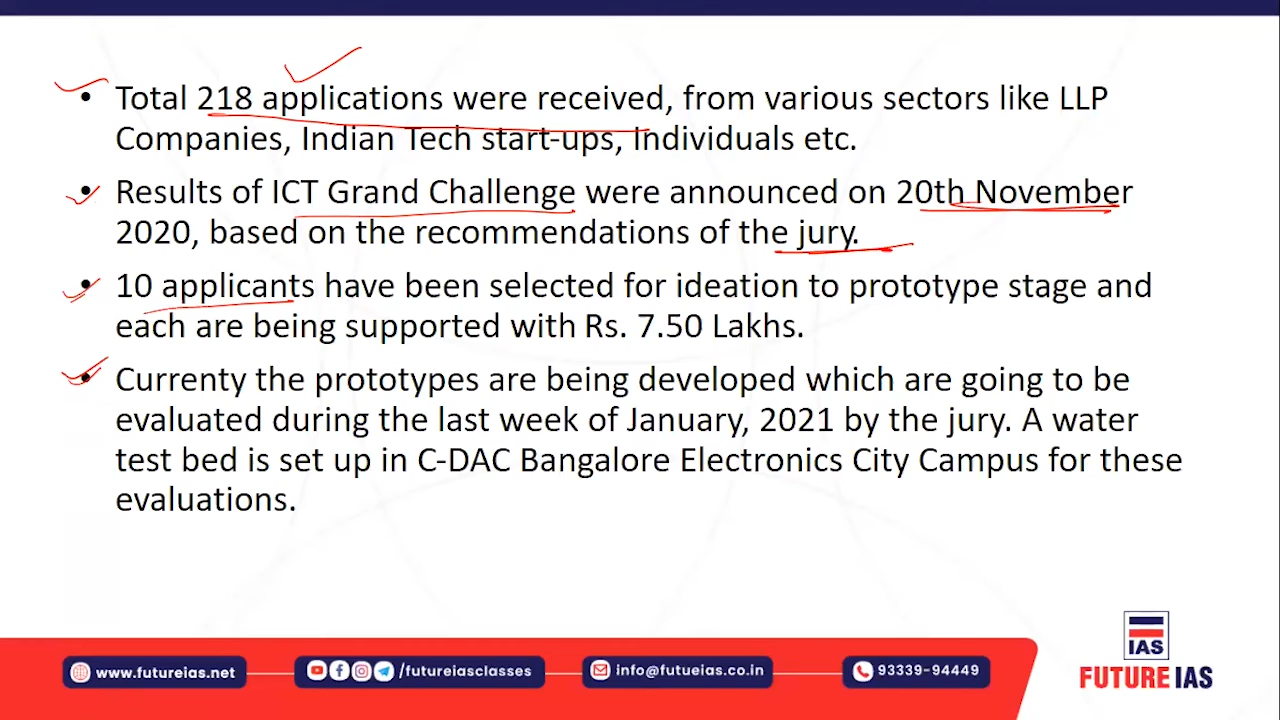 • Total 218 applications were received, from various sectors like LLP
Companies, Indian Tech start-ups, Individuals etc.
• Results of ICT Grand Challenge were announced on 20th November
2020, based on the recommendations of the jury.
• 10 applicants have been selected for ideation to prototype stage and
each are being supported with Rs. 7.50 Lakhs.
• Currenty the prototypes are being developed which are going to be
evaluated during the last week of January, 2021 by the jury. A water
test bed is set up in C-DAC Bangalore Electronics City Campus for these
evaluations.
IAS
FUTURE IAS
www.futureias.net
/futureiasclasses
info@futueias.co.in
93339-94449